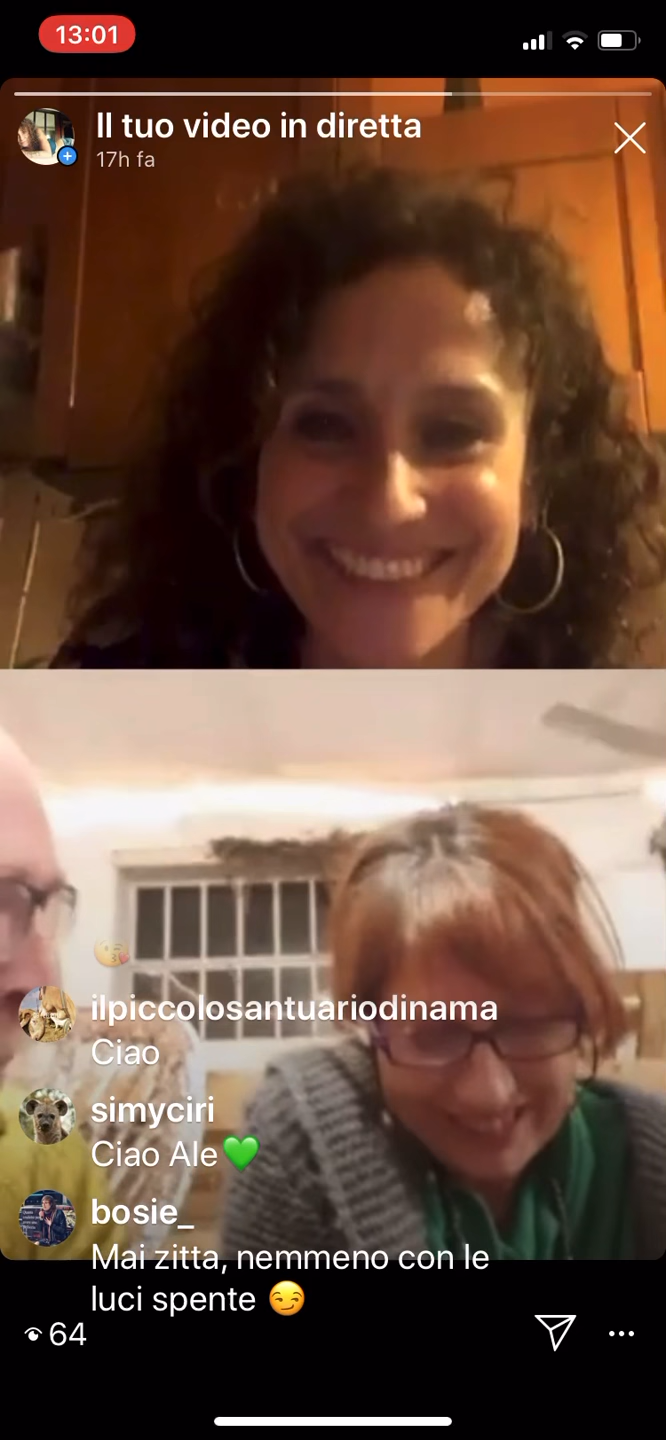 13:01
Il tuo video in diretta
17h fa
😘
ilpiccolosantuariodinama
Ciao
simyciri
Ciao Ale💚
bosie_
Mai zitta, nemmeno con le
luci spente 😏
64